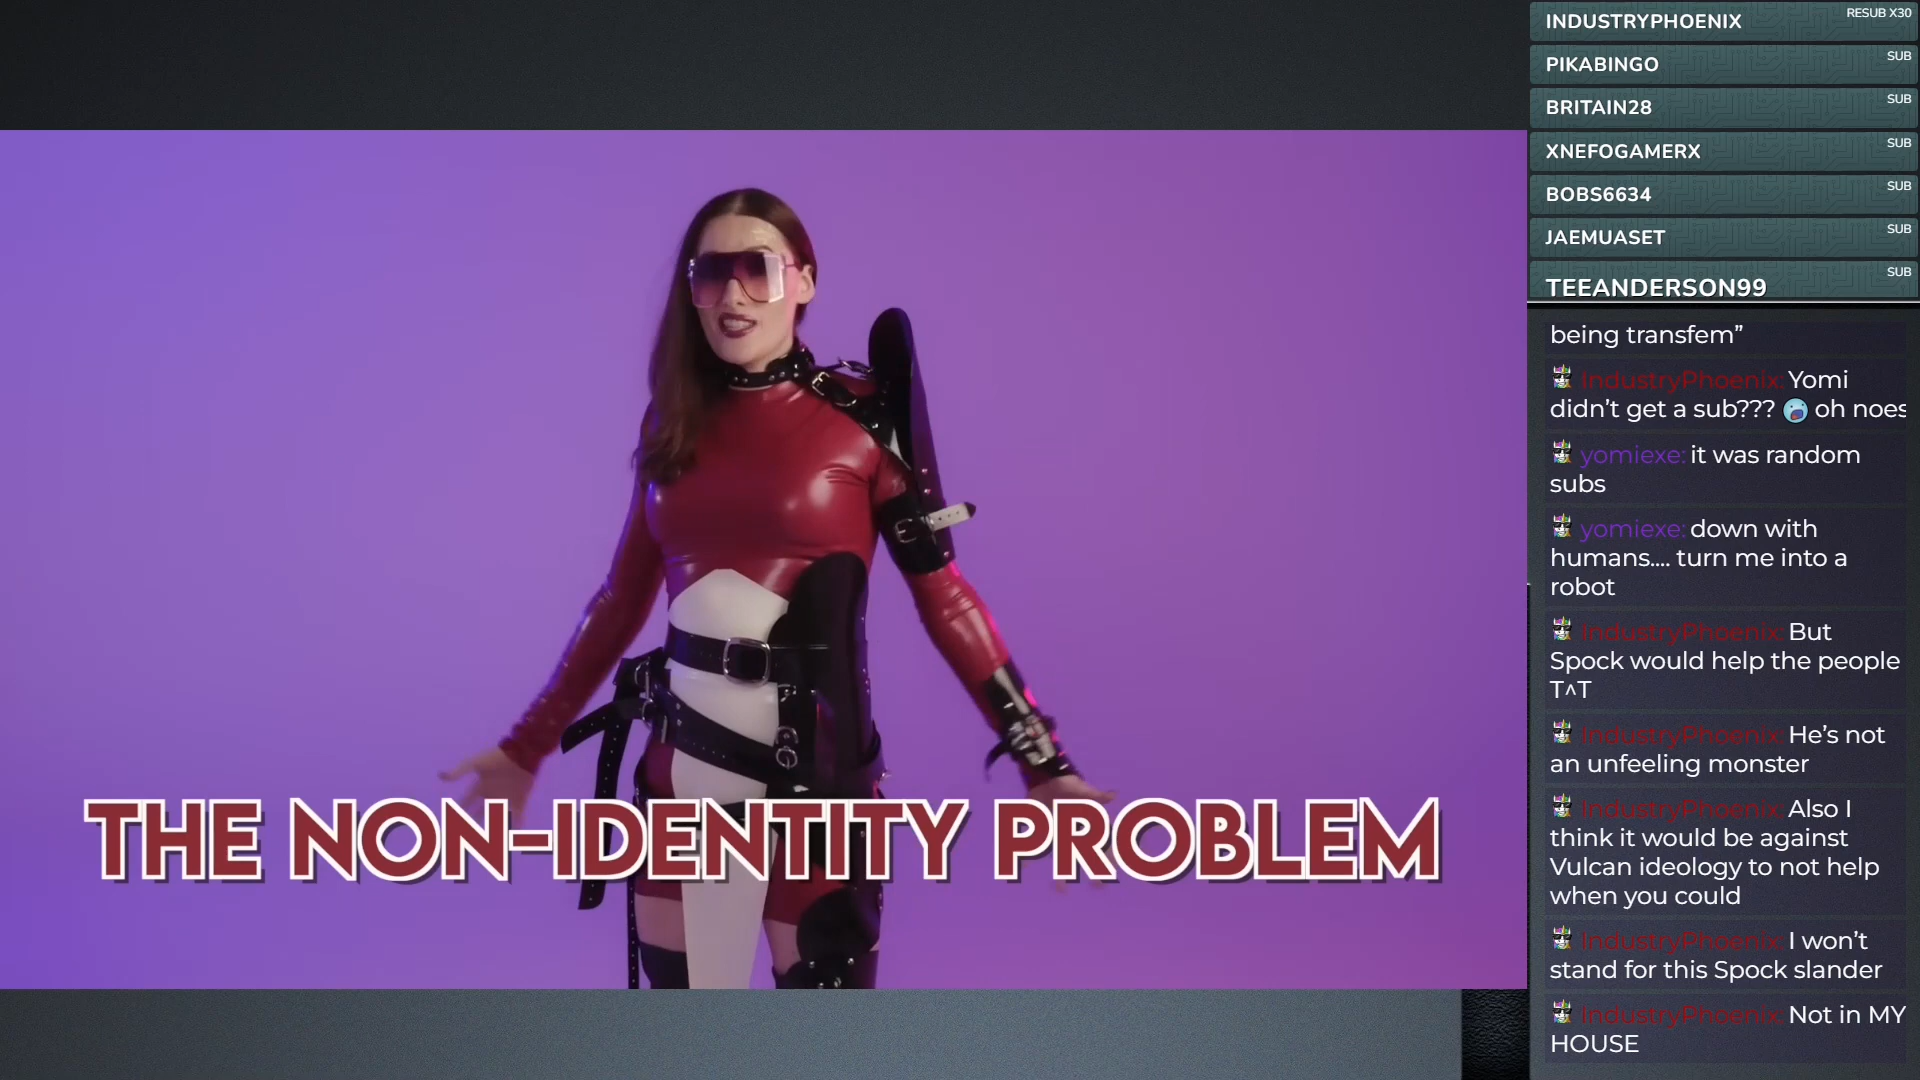 INDUSTRYPHOENIX
RESUB X30
PIKABINGO
SUB
BRITAIN28
SUB
XNEFOGAMERX
SUB
BOBS6634
SUB
JAEMUASET
SUB
TEEANDERSON99
SUB
THE NON-IDENTITY PROBLEM
being transfem”
IndustryPhoenix: Yomi
didn’t get a sub??? oh noes
yomiexe: it was random
subs
yomiexe: down with
humans.... turn me into a
robot
IndustryPhoenix: But
Spock would help the people
T^T
IndustryPhoenix: He’s not
an unfeeling monster
IndustryPhoenix: Also I
think it would be against
Vulcan ideology to not help
when you could
IndustryPhoenix: I won’t
stand for this Spock slander
IndustryPhoenix: Not in MY
HOUSE